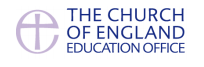 THE CHURCH
OF ENGLAND
EDUCATION OFFICE